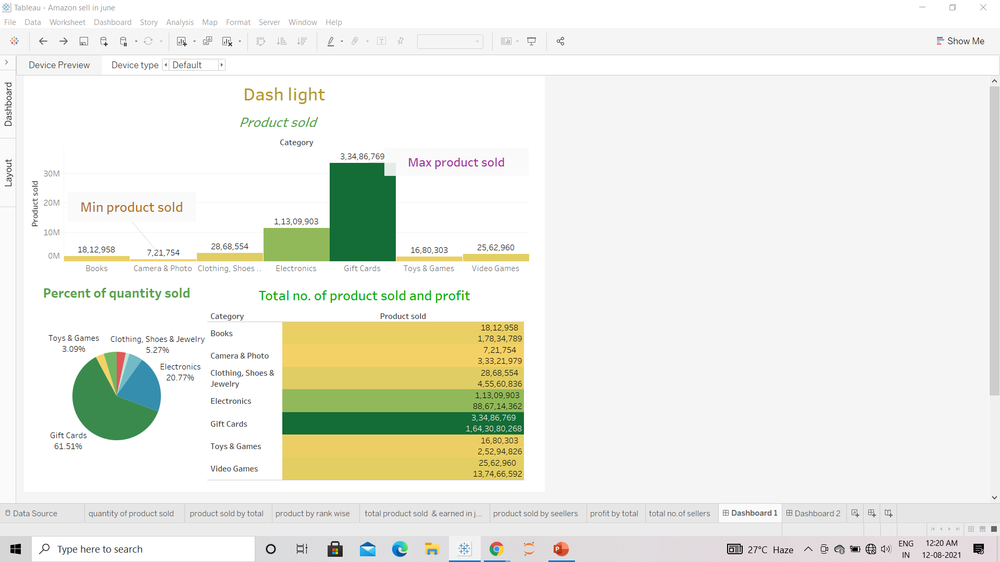 Tableau - Amazon sell in june
File Data Worksheet Dashboard Story Analysis Map Format Server Window Help
Show Me
Device Preview Device type Default
Dashboard
Layout
Dash light
Product sold
Category
Product sold
30M
20M
10M
0M
3,34,86,769
Max product sold
Min product sold
1,13,09,903
18,12,958
7,21,754
28,68,554
16,80,303
25,62,960
Books Camera & Photo Clothing, Shoes .. Electronics Gift Cards Toys & Games Video Games
Percent of quantity sold
Toys & Games
3.09%
Clothing, Shoes & Jewelry
5.27%
Electronics
20.77%
Gift Cards
61.51%
Total no. of product sold and profit
Category Product sold
Books
18,12,958
1,78,34,789
Camera & Photo
7,21,754
3,33,21,979
Clothing, Shoes &
Jewelry
28,68,554
4,55,60,836
Electronics
1,13,09,903
88,67,14,362
Gift Cards
3,34,86,769
1,64,30,80,268
Toys & Games
16,80,303
2,52,94,826
Video Games
25,62,960
13,74,66,592
Data Source quantity of product sold product sold by total product by rank wise total product sold & earned in j... product sold by seellers profit by total total no.of sellers Dashboard 1 Dashboard 2
Type here to search
27°C Haze
ENG
IN
12:20 AM
12-08-2021